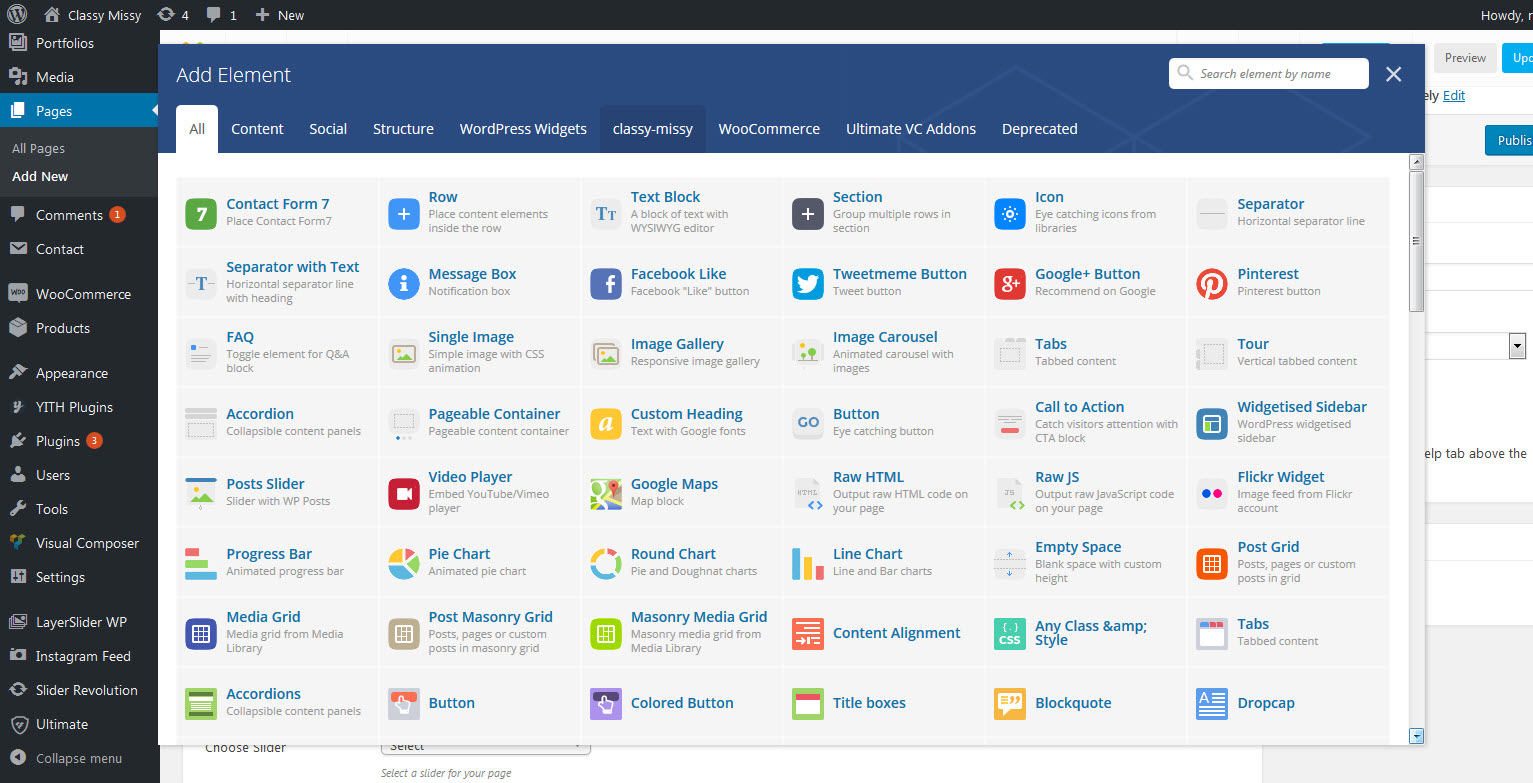 Classy Missy 4 1 New Howdy,
Portfolios
Media
Pages
All Pages
Add New
Comments 1
Contact
WooCommerce
Products
Appearance
YITH Plugins
Plugins 3
Users
Tools
Visual Composer
Settings
LayerSlider WP
Instagram Feed
Slider Revolution
Ultimate
Collapse menu
Preview
Edit
help tab above the
Add Element
Search element by name
All Content Social Structure WordPress Widgets classy-missy WooCommerce Ultimate VC Addons Deprecated
7
Contact Form 7
Place Contact Form7
Row
Place content elements
inside the row
TT
Text Block
A block of text with
WYSIWYG editor
Section
Group multiple rows in
section
Icon
Eye catching icons from
libraries
Separator
Horizontal separator line
T
Separator with Text
Horizontal separator line
with heading
Message Box
Notification box
Facebook Like
Facebook "Like" button
Tweetmeme Button
Tweet button
g+
Google+ Button
Recommend on Google
Pinterest
Pinterest button
FAQ
Toggle element for Q&A
block
Single Image
Simple image with CSS
animation
Image Gallery
Responsive image gallery
Image Carousel
Animated carousel with
images
Tabs
Tabbed content
Tour
Vertical tabbed content
Accordion
Collapsible content panels
Pageable Container
Pageable content container
a
Custom Heading
Text with Google fonts
GO
Button
Eye catching button
Call to Action
Catch visitors attention with
CTA block
Widgetised Sidebar
WordPress widgetised
sidebar
Posts Slider
Slider with WP Posts
Video Player
Embed YouTube/Vimeo
player
Google Maps
Map block
HTML
Raw HTML
Output raw HTML code on
your page
JS
Raw JS
Output raw JavaScript code
on your page
Flickr Widget
Image feed from Flickr
account
Progress Bar
Animated progress bar
Pie Chart
Animated pie chart
Round Chart
Pie and Doughnat charts
Line Chart
Line and Bar charts
Empty Space
Blank space with custom
height
Post Grid
Posts, pages or custom
posts in grid
Media Grid
Media grid from Media
Library
Post Masonry Grid
Posts, pages or custom
posts in masonry grid
Masonry Media Grid
Masonry media grid from
Media Library
Content Alignment
{.}
CSS
Any Class &amp;
Style
Tabs
Tabbed content
Accordions
Collapsible content panels
Button
Colored Button
Title boxes
Blockquote
A
Dropcap
Choose Slider
Select
Select a slider for your page